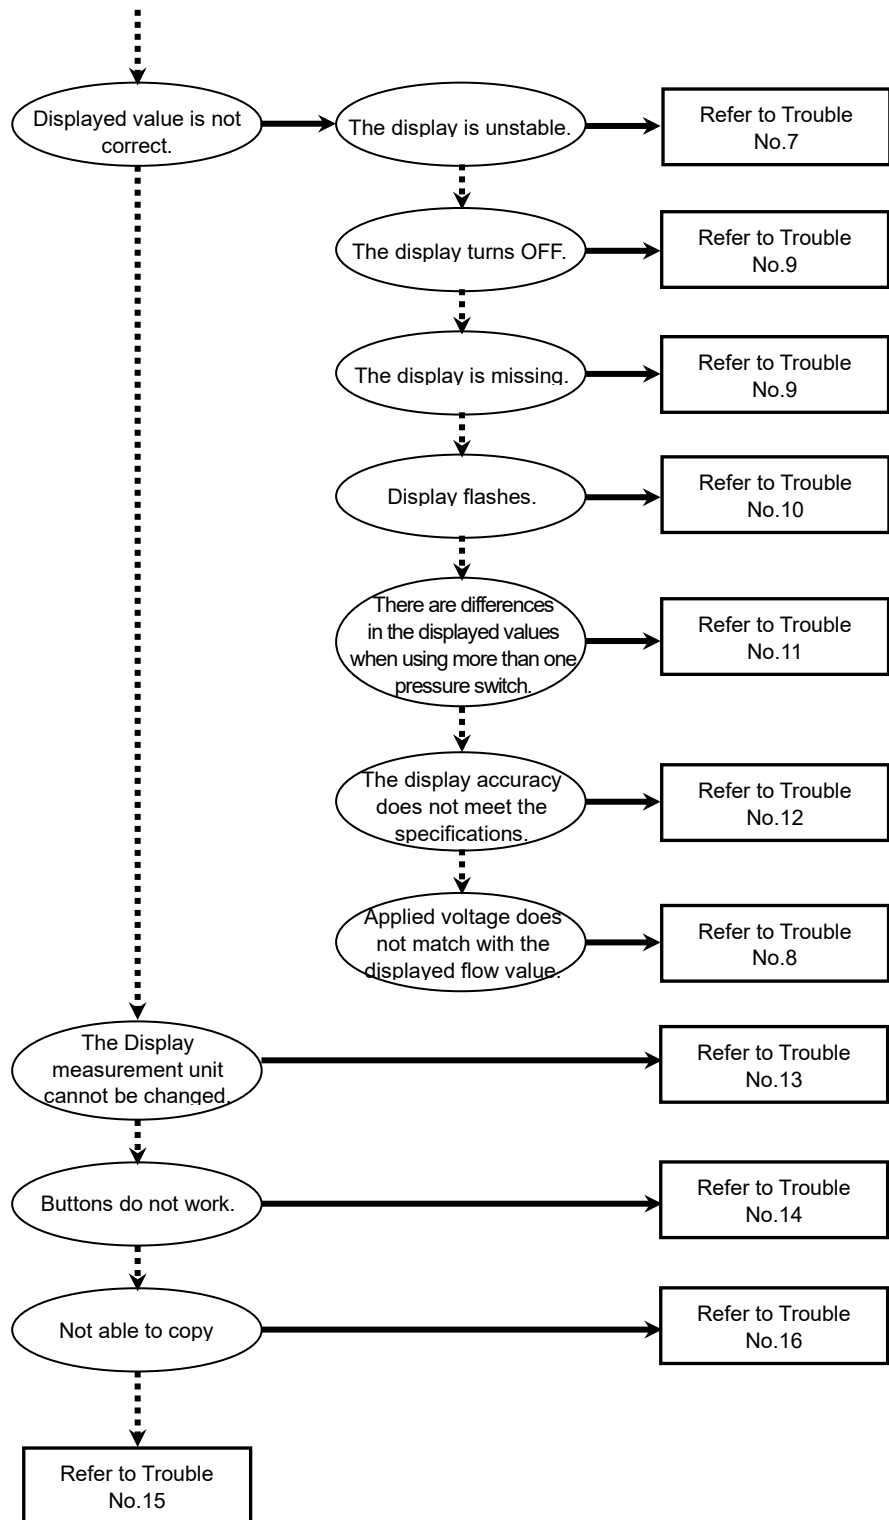 Displayed value is not
correct.
The display is unstable.
Refer to Trouble
No.7
The display turns OFF.
Refer to Trouble
No.9
The display is missing.
Refer to Trouble
No.9
Display flashes.
Refer to Trouble
No.10
There are differences
in the displayed values
when using more than one
pressure switch.
Refer to Trouble
No.11
The display accuracy
does not meet the
specifications.
Refer to Trouble
No.12
Applied voltage does
not match with the
displayed flow value.
Refer to Trouble
No.8
The Display
measurement unit
cannot be changed.
Refer to Trouble
No.13
Buttons do not work.
Refer to Trouble
No.14
Not able to copy
Refer to Trouble
No.16
Refer to Trouble
No.15